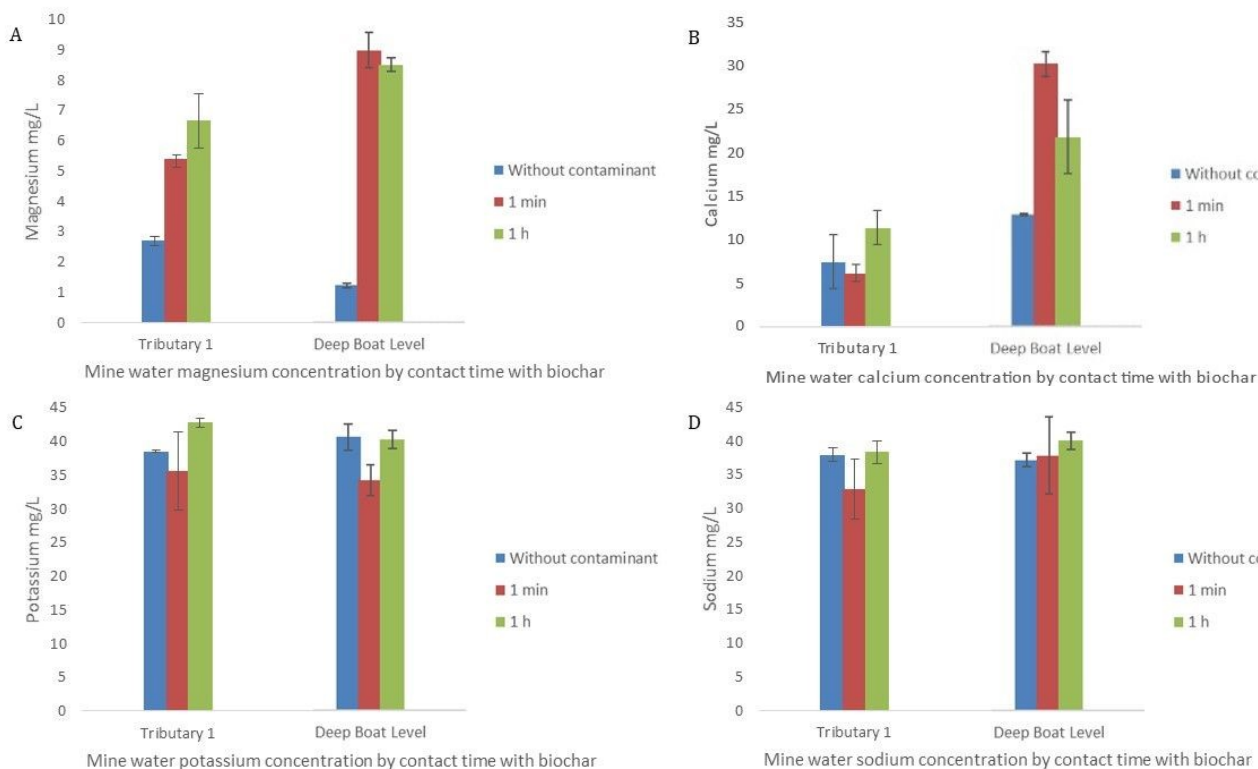 A
Magnesium mg/L
10
9
8
7
6
5
4
3
2
1
0
Tributary 1
Deep Boat Level
Without contaminant
1 min
1 h
Mine water magnesium concentration by contact time with biochar
B
Calcium mg/L
35
30
25
20
15
10
5
0
Tributary 1
Deep Boat Level
Without co
1 min
1 h
Mine water calcium concentration by contact time with biochar
C
Potassium mg/L
45
40
35
30
25
20
15
10
5
0
Tributary 1
Deep Boat Level
Without contaminant
1 min
1 h
Mine water potassium concentration by contact time with biochar
D
Sodium mg/L
45
40
35
30
25
20
15
10
5
0
Tributary 1
Deep Boat Level
Without co
1 min
1 h
Mine water sodium concentration by contact time with biochar